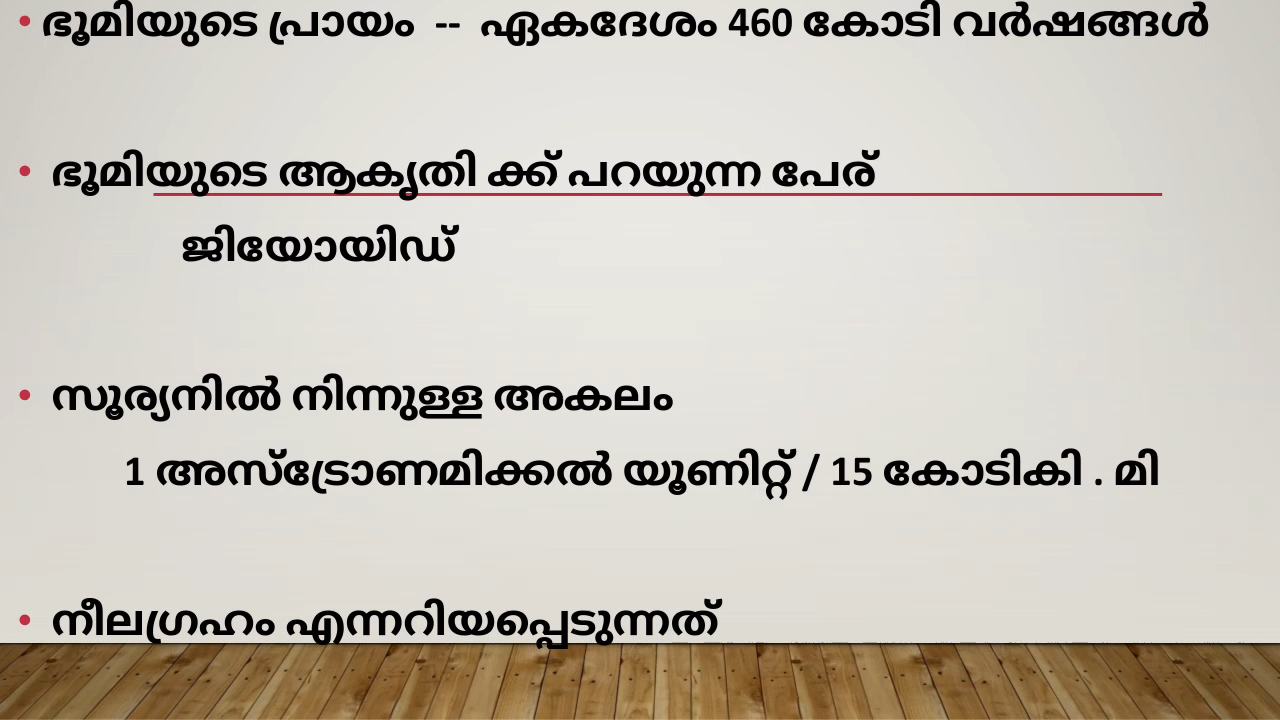 • ഭൂമിയുടെ പ്രായം -- ഏകദേശം 460 കോടി വർഷങ്ങൾ
• ഭൂമിയുടെ ആകൃതി ക്ക് പറയുന്ന പേര്
ജിയോയിഡ്
• സൂര്യനിൽ നിന്നുള്ള അകലം
1 അസ്ട്രോണമിക്കൽ യൂണിറ്റ് / 15 കോടികി . മി
• നീലഗ്രഹം എന്നറിയപ്പെടുന്നത്